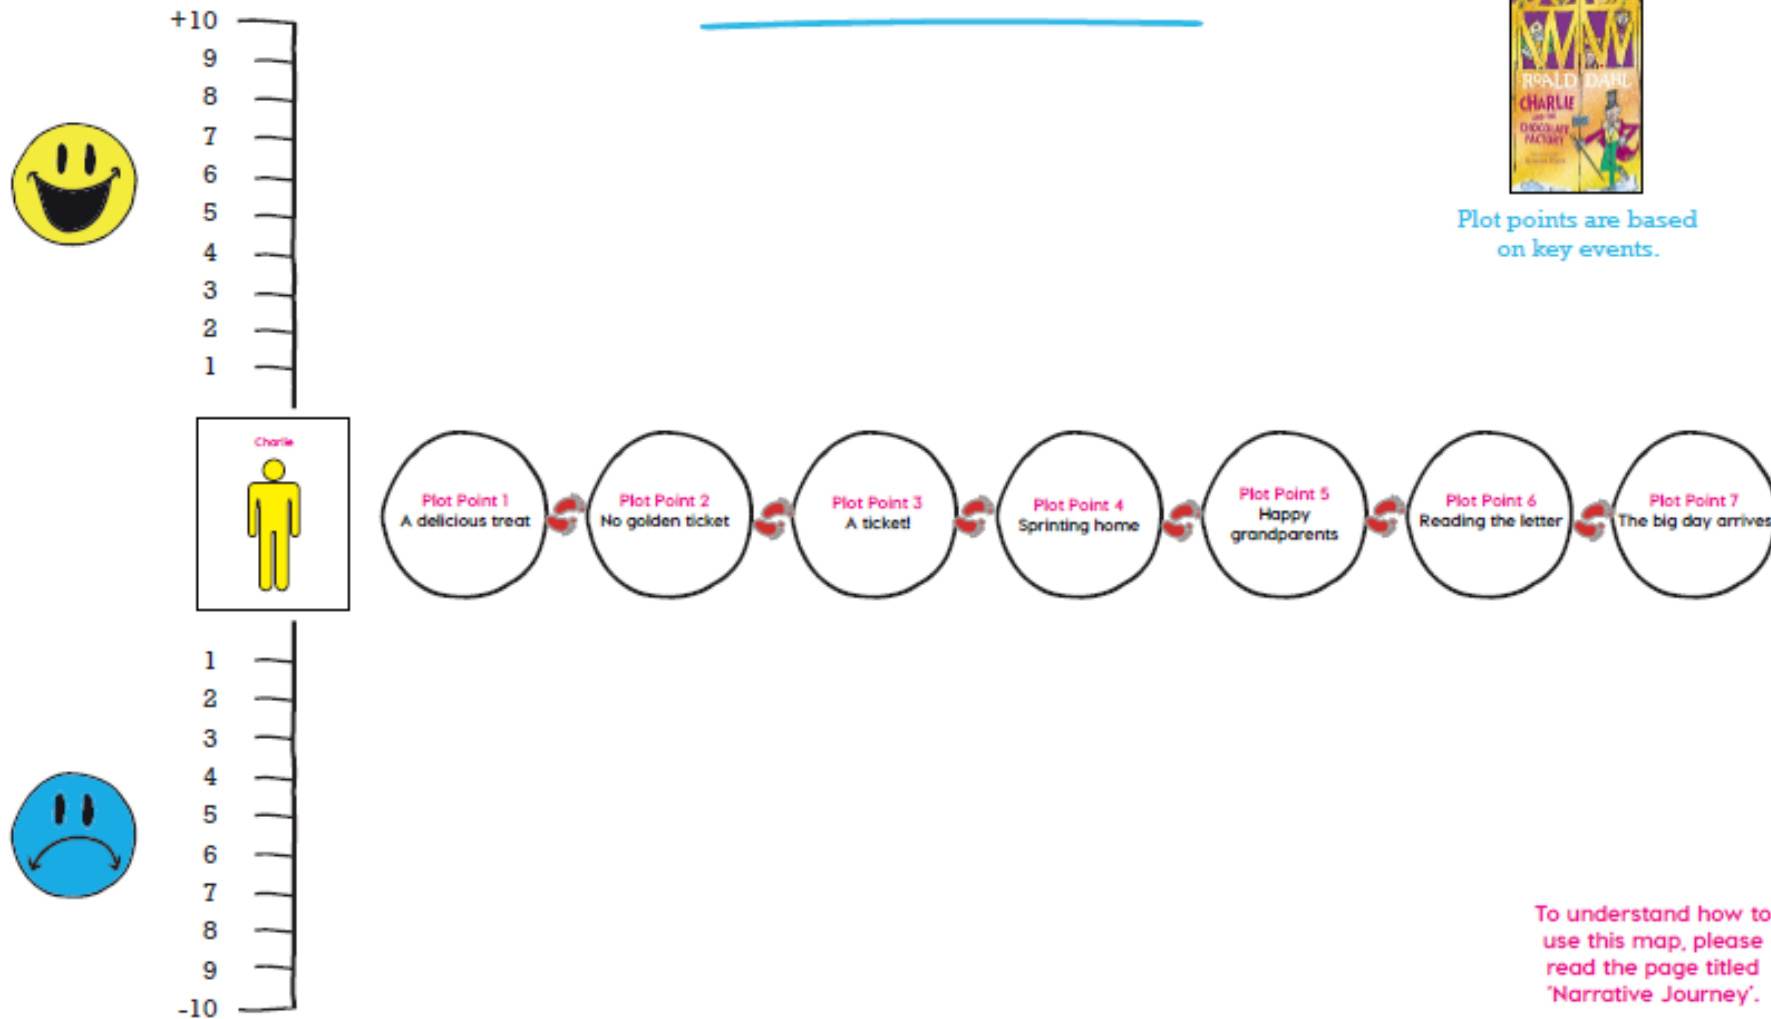 +10
9
8
7
6
5
4
3
2
1
ROALD DAHL
CHARLIE
AND THE
CHOCOLATE
FACTORY
Plot points are based
on key events.
Charlie
Plot Point 1
A delicious treat
Plot Point 2
No golden ticket
Plot Point 3
A ticket!
Plot Point 4
Sprinting home
Plot Point 5
Happy
grandparents
Plot Point 6
Reading the letter
Plot Point 7
The big day arrives
1
2
3
4
5
6
7
8
9
-10
To understand how to
use this map, please
read the page titled
'Narrative Journey'.